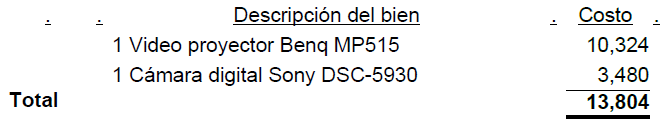 . . Descripción del bien . Costo .
1 Video proyector Benq MP515 10,324
1 Cámara digital Sony DSC-5930 3,480
Total 13,804